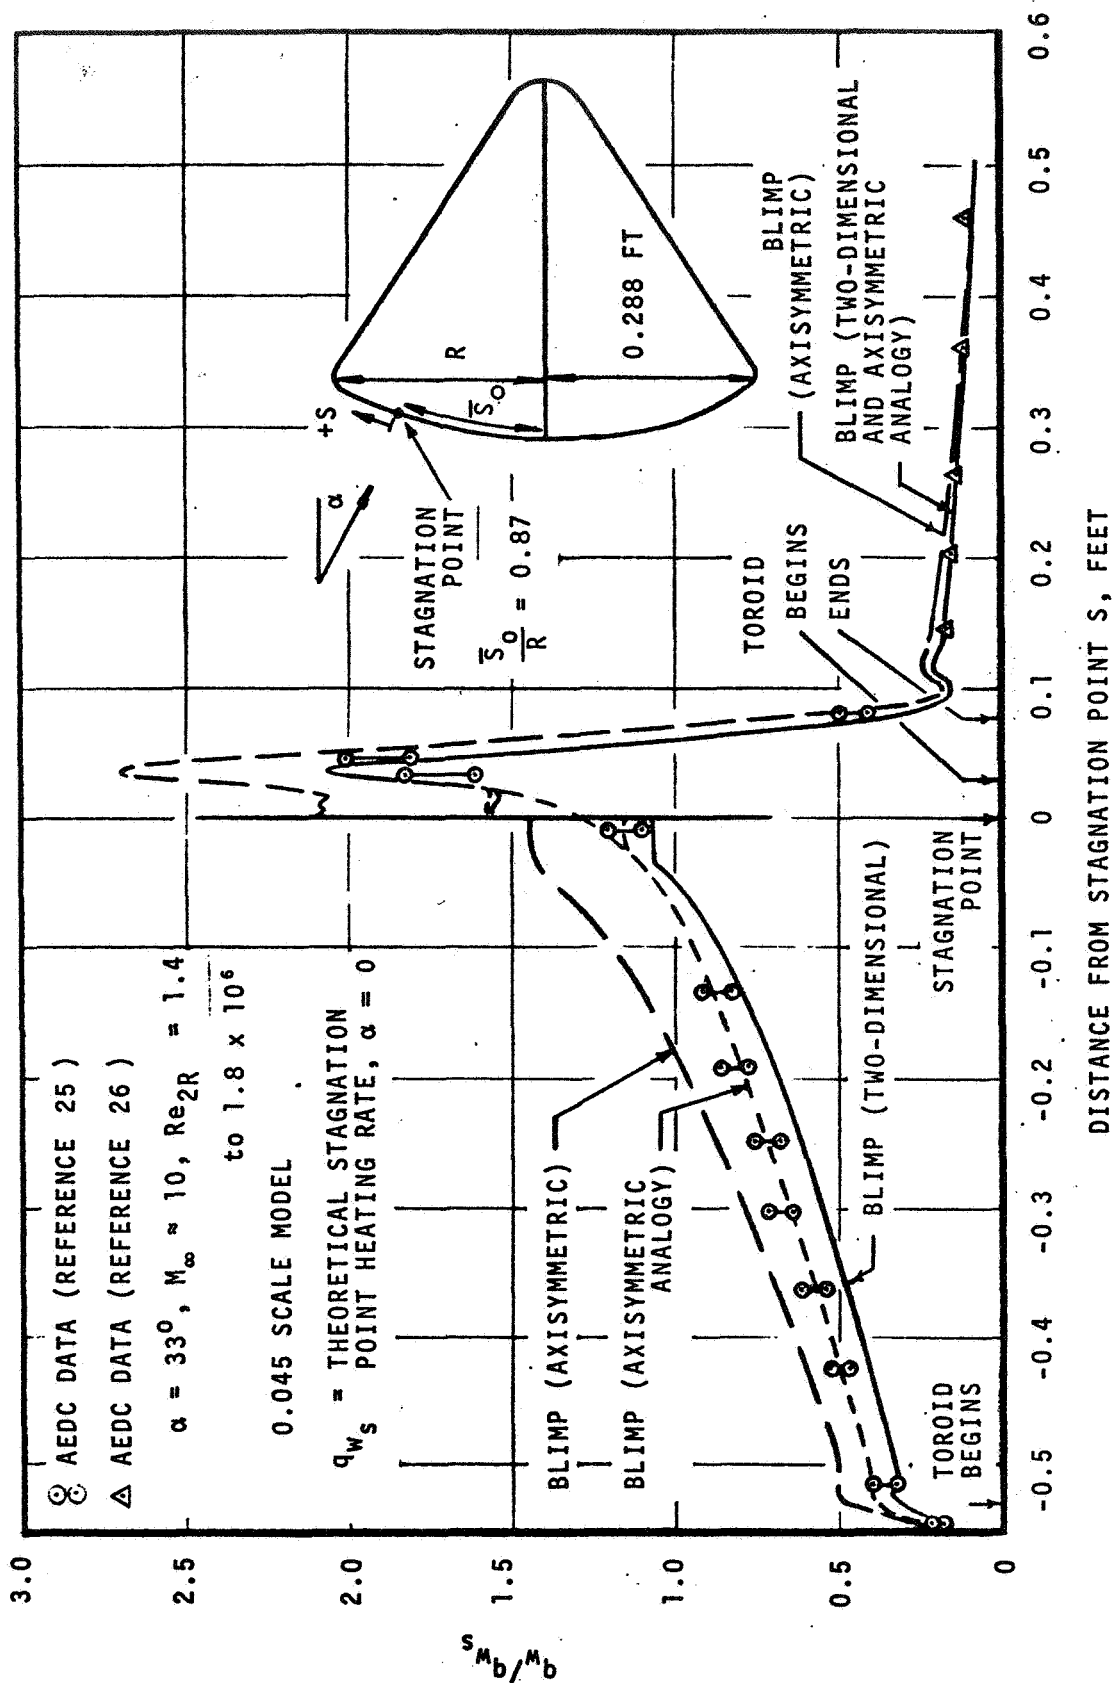 AEDC DATA (REFERENCE 25 )
AEDC DATA (REFERENCE 26 )
α = 33°, M∞ ≈ 10, Re2R = 1.4
to 1.8 x 10⁶
0.045 SCALE MODEL
qws = THEORETICAL STAGNATION
POINT HEATING RATE, α = 0
+S
α
R
S̅o
0.288 FT
STAGNATION
POINT
S̅o/R = 0.87
BLIMP (AXISYMMETRIC)
BLIMP (AXISYMMETRIC
ANALOGY)
BLIMP (TWO-DIMENSIONAL)
BLIMP
(AXISYMMETRIC)
BLIMP (TWO-DIMENSIONAL
AND AXISYMMETRIC
ANALOGY)
TOROID
BEGINS
ENDS
TOROID
BEGINS
STAGNATION
POINT
qw/qws
3.0
2.5
2.0
1.5
1.0
0.5
0
-0.5
-0.4
-0.3
-0.2
-0.1
0
0.1
0.2
0.3
0.4
0.5
0.6
DISTANCE FROM STAGNATION POINT S, FEET